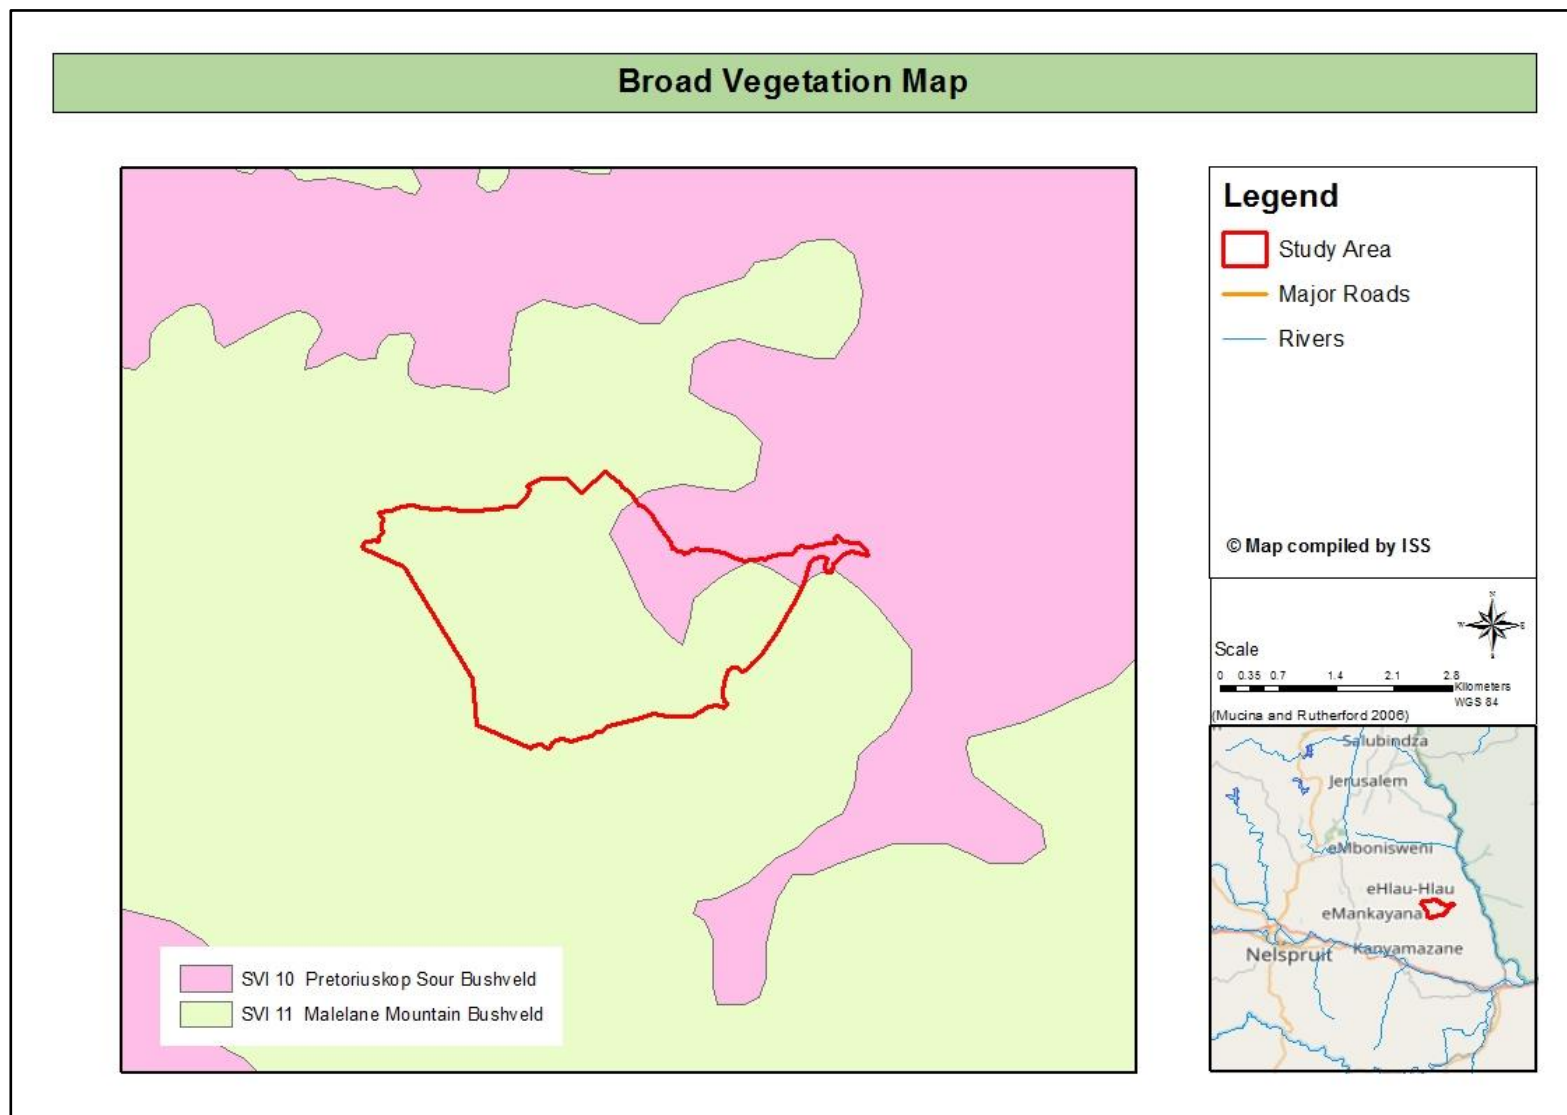 Broad Vegetation Map
Legend
Study Area
Major Roads
Rivers
© Map compiled by ISS
N
W
E
S
Scale
0 0.35 0.7 1.4 2.1 2.8
Kilometers
WGS 84
(Mucina and Rutherford 2006)
SVI 10 Pretoriuskop Sour Bushveld
SVI 11 Malelane Mountain Bushveld
Salubindza
Jerusalem
eMbonisweni
eHlau-Hlau
eMankayana
Nelspruit
Kanyamazane